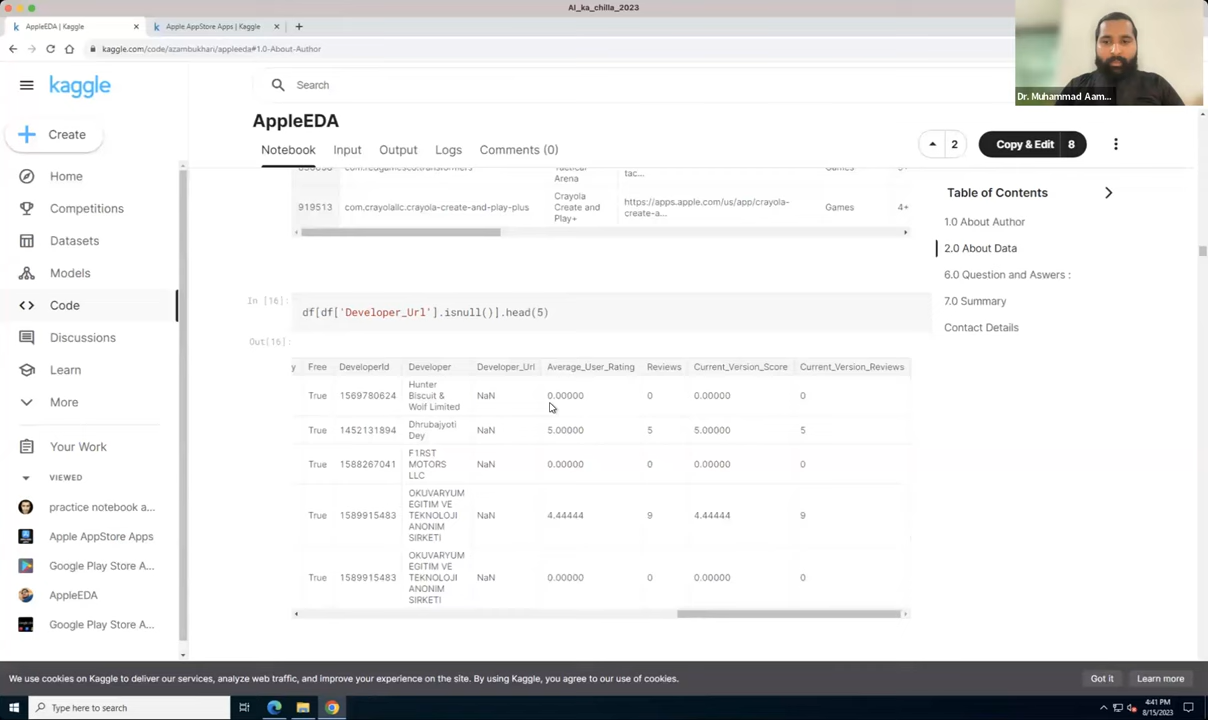 AI_ka_chilla_2023
AppleEDA | Kaggle
Apple AppStore Apps | Kaggle
kaggle.com/code/azambukhari/appleeda#1.0-About-Author
Dr. Muhammad Aam...
kaggle
Search
Create
AppleEDA
Notebook Input Output Logs Comments (0)
2
Copy & Edit 8
Home
Competitions
Datasets
Models
Code
Discussions
Learn
More
Your Work
VIEWED
practice notebook a...
Apple AppStore Apps
Google Play Store A...
AppleEDA
Google Play Store A...
Tactical
Arena
tac...
Games
919513 com.crayolallc.crayola-create-and-play-plus Crayola Create and Play+ https://apps.apple.com/us/app/crayola-create-a... Games 4+
In [16]:
df[df['Developer_Url'].isnull()].head(5)
Out[16]:
y Free DeveloperId Developer Developer_Url Average_User_Rating Reviews Current_Version_Score Current_Version_Reviews
True 1569780624 Hunter Biscuit & Wolf Limited NaN 0.00000 0 0.00000 0
True 1452131894 Dhrubajyoti Dey NaN 5.00000 5 5.00000 5
True 1588267041 F1RST MOTORS LLC NaN 0.00000 0 0.00000 0
True 1589915483 OKUVARYUM EGITIM VE TEKNOLOJI ANONIM SIRKETI NaN 4.44444 9 4.44444 9
True 1589915483 OKUVARYUM EGITIM VE TEKNOLOJI ANONIM SIRKETI NaN 0.00000 0 0.00000 0
Table of Contents
1.0 About Author
2.0 About Data
6.0 Question and Aswers :
7.0 Summary
Contact Details
We use cookies on Kaggle to deliver our services, analyze web traffic, and improve your experience on the site. By using Kaggle, you agree to our use of cookies.
Got it
Learn more
Type here to search
4:41 PM
8/15/2023